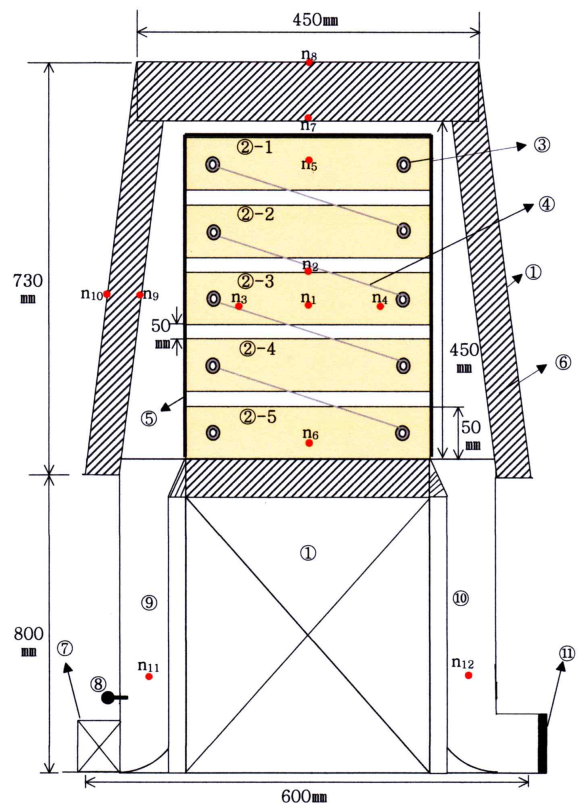 450㎜
n8
n7
②-1
n5
③
②-2
④
n2
730
㎜
②-3
①
n10
n9
n3
n1
n4
50
㎜
450
㎜
②-4
⑥
⑤
②-5
50
㎜
n6
①
⑨
⑩
800
㎜
⑦
n11
n12
⑪
⑧
600㎜